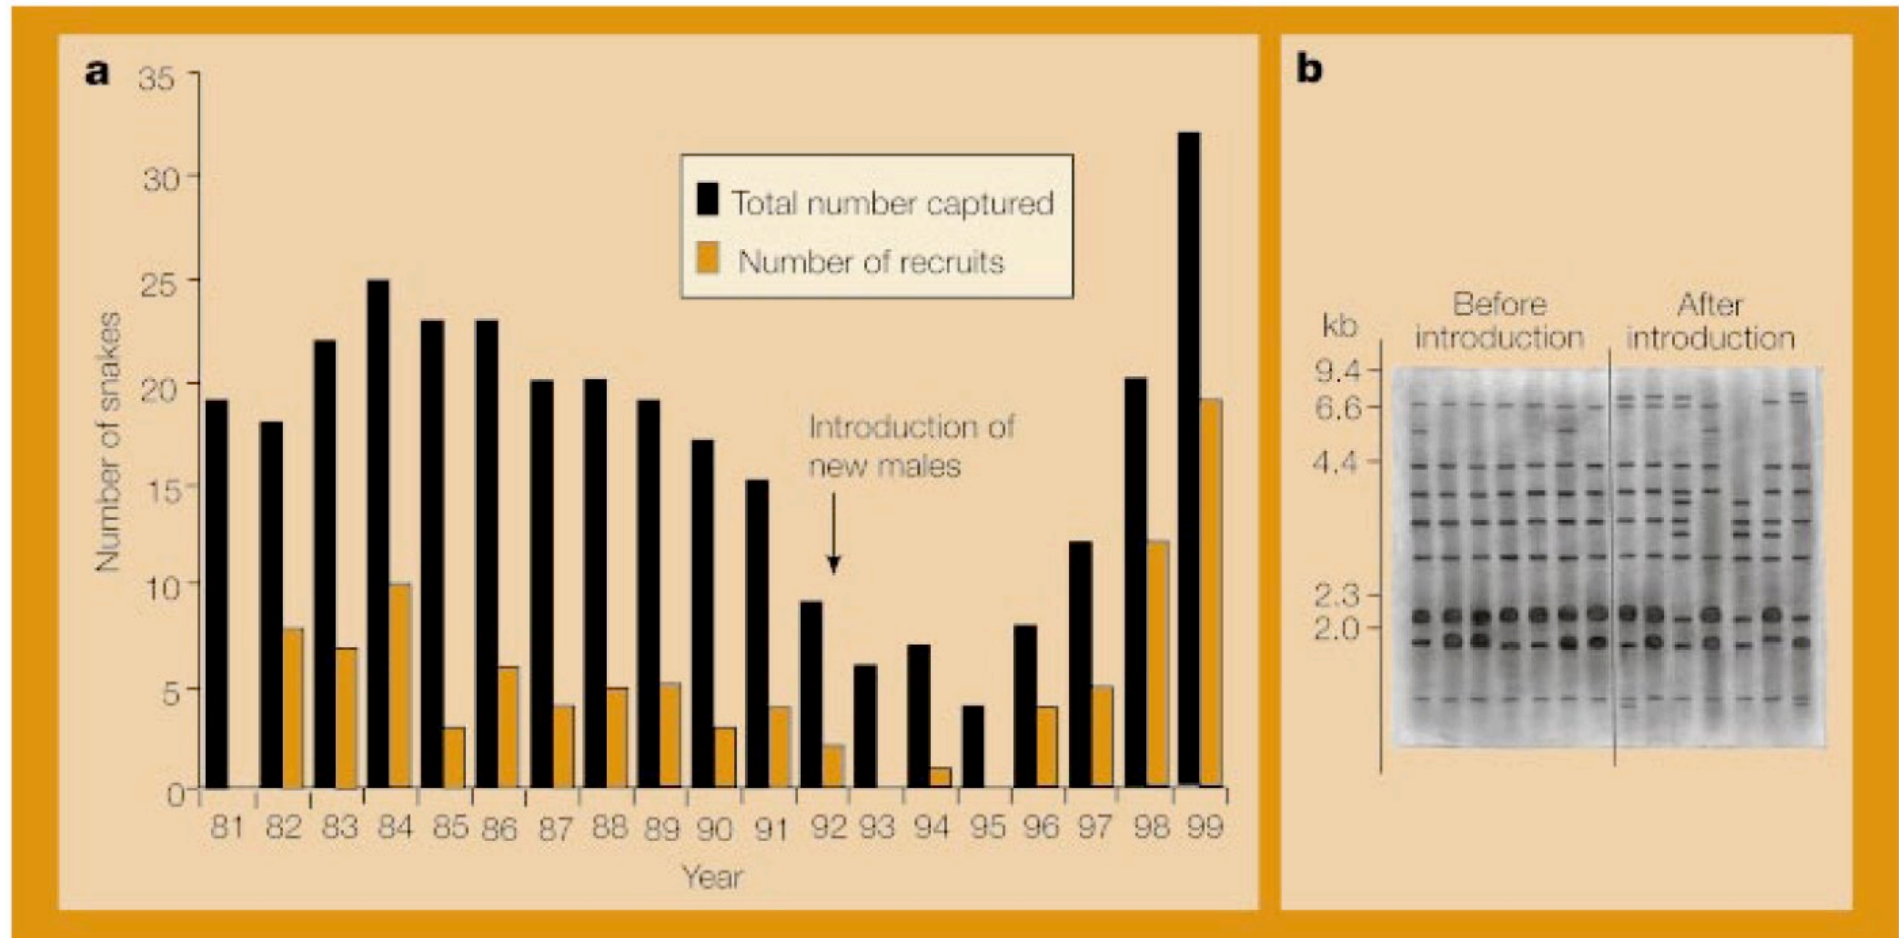 a
35
30
25
20
15
10
5
0
Number of snakes
Total number captured
Number of recruits
Introduction of
new males
81 82 83 84 85 86 87 88 89 90 91 92 93 94 95 96 97 98 99
Year
b
kb
Before
introduction
After
introduction
9.4
6.6
4.4
2.3
2.0